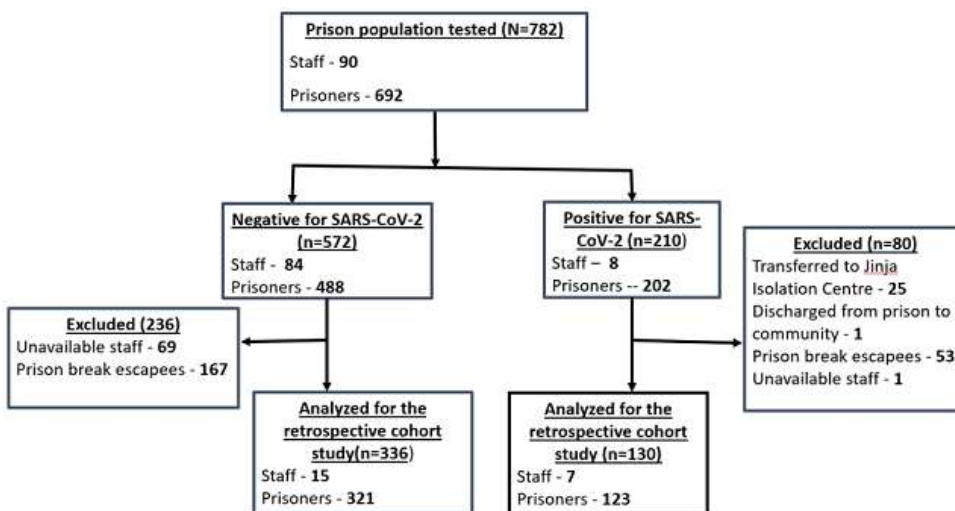 Prison population tested (N=782)
Staff - 90
Prisoners - 692
Negative for SARS-CoV-2
(n=572)
Staff - 84
Prisoners - 488
Positive for SARS-
CoV-2 (n=210)
Staff – 8
Prisoners -- 202
Excluded (n=80)
Transferred to Jinja
Isolation Centre - 25
Discharged from prison to
community - 1
Prison break escapees - 53
Unavailable staff - 1
Excluded (236)
Unavailable staff - 69
Prison break escapees - 167
Analyzed for the
retrospective cohort
study(n=336)
Staff - 15
Prisoners - 321
Analyzed for the
retrospective cohort
study (n=130)
Staff - 7
Prisoners - 123